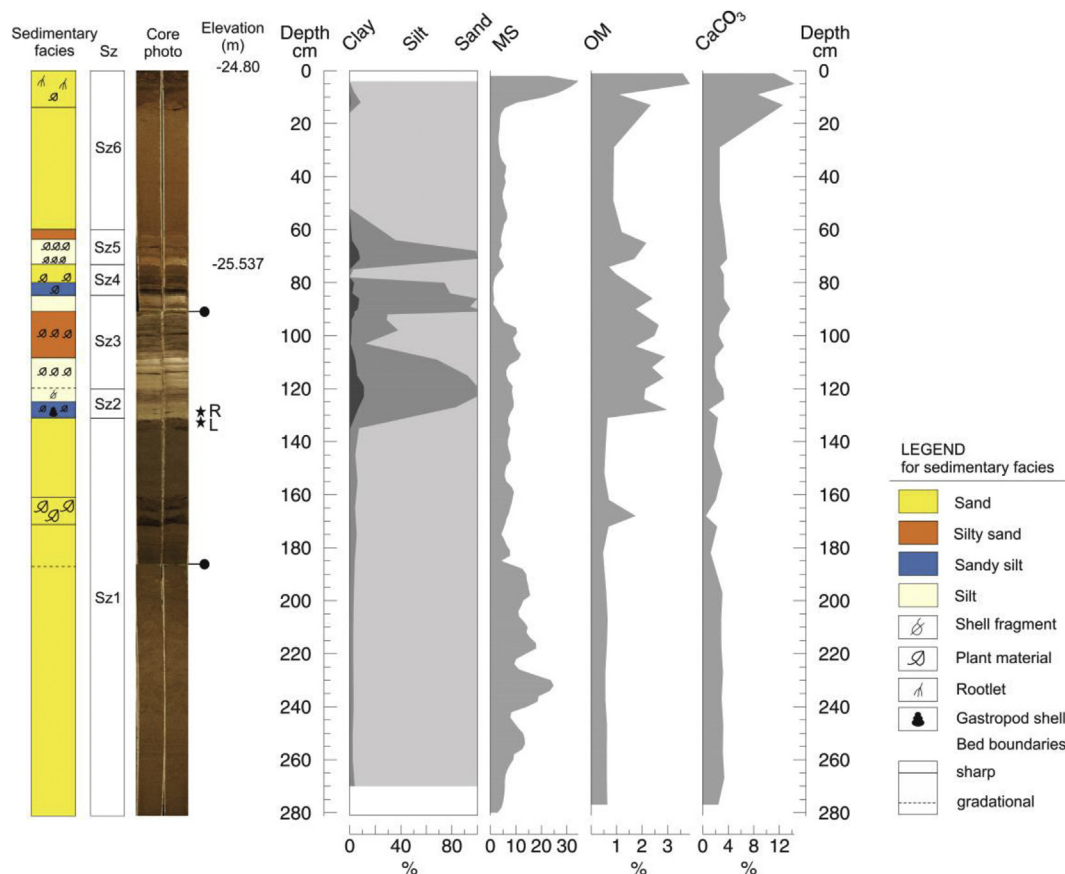 Sedimentary facies
Sz
Core photo
Elevation (m)
Depth cm
Clay
Silt
Sand
MS
OM
CaCO3
Depth cm
-24.80
-25.537
Sz6
Sz5
Sz4
Sz3
Sz2
Sz1
R
L
0
20
40
60
80
100
120
140
160
180
200
220
240
260
280
0
20
40
60
80
100
120
140
160
180
200
220
240
260
280
0 40 80
%
0 10 20 30
1 2 3
%
0 4 8 12
%
LEGEND
for sedimentary facies
Sand
Silty sand
Sandy silt
Silt
Shell fragment
Plant material
Rootlet
Gastropod shell
Bed boundaries
sharp
gradational